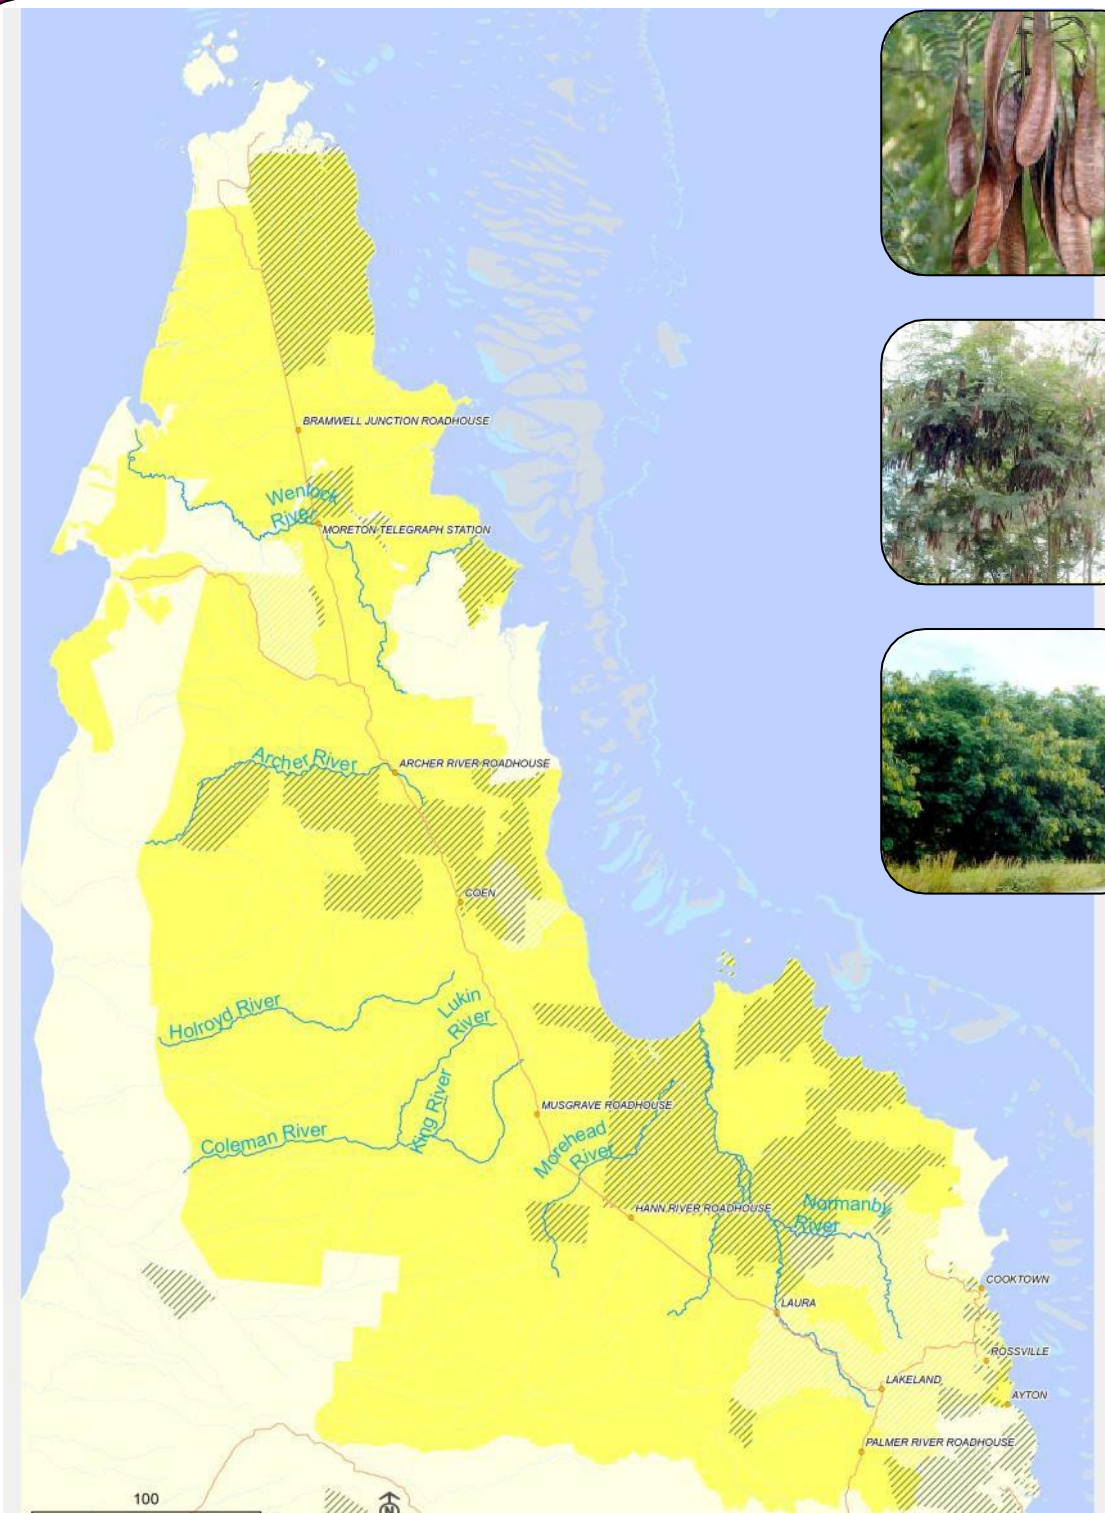 BRAMWELL JUNCTION ROADHOUSE
Wenlock
River
MORETON TELEGRAPH STATION
Archer River
ARCHER RIVER ROADHOUSE
COEN
Holroyd River
Lukin
River
King River
MUSGRAVE ROADHOUSE
Coleman River
Morehead
River
HANN RIVER ROADHOUSE
Normanby
River
COOKTOWN
LAURA
ROSSVILLE
LAKELAND
AYTON
PALMER RIVER ROADHOUSE
100
N